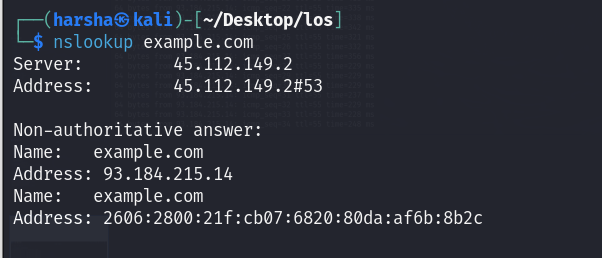 ┌──(harsha㉿kali)-[~/Desktop/los]
└─$ nslookup example.com
Server:         45.112.149.2
Address:        45.112.149.2#53

Non-authoritative answer:
Name:   example.com
Address: 93.184.215.14
Name:   example.com
Address: 2606:2800:21f:cb07:6820:80da:af6b:8b2c